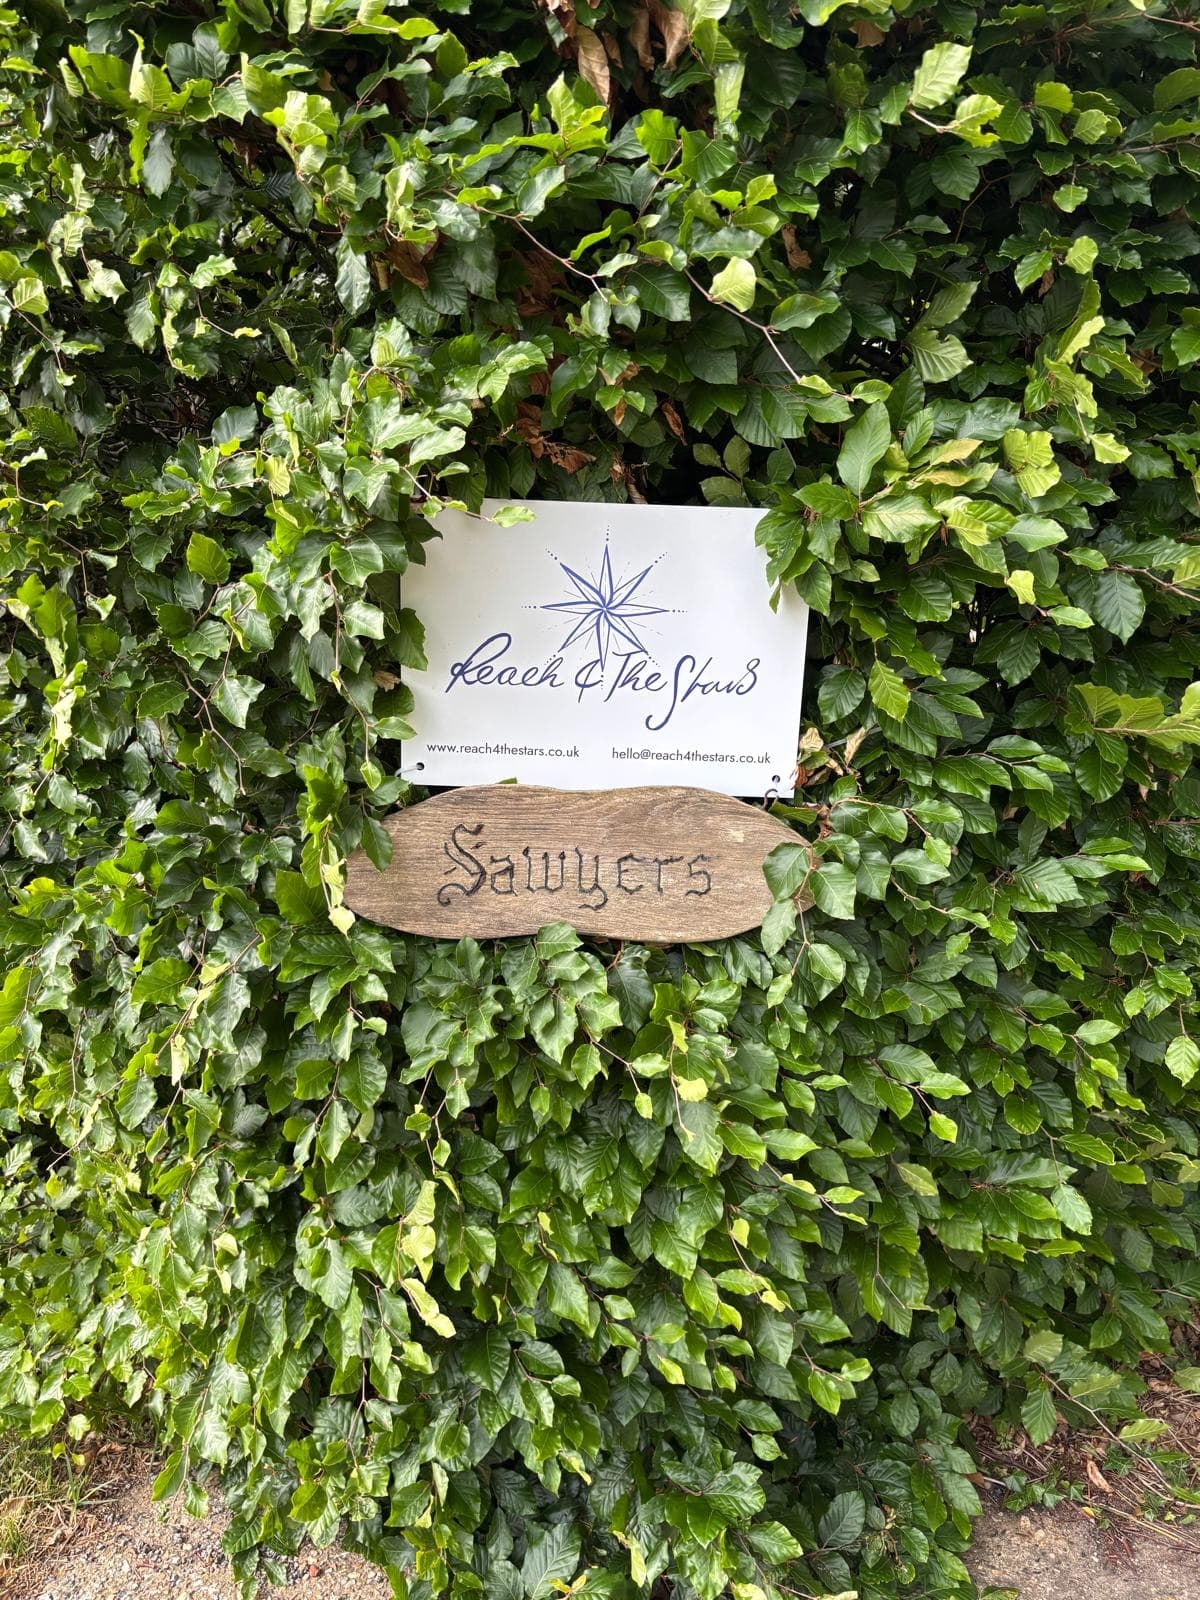 Reach 4 The Stars
www.reach4thestars.co.uk hello@reach4thestars.co.uk
Sawyers